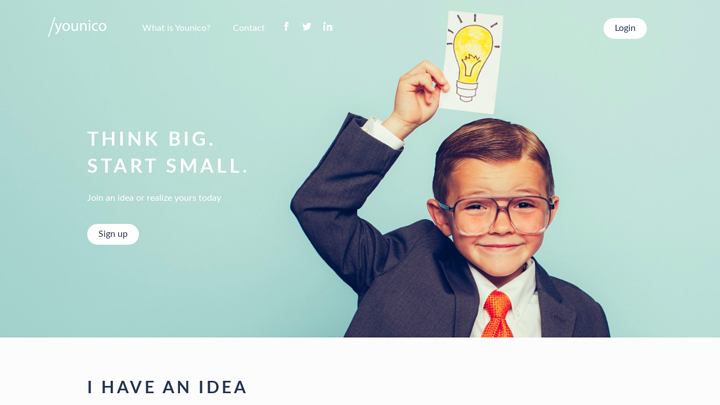 /younico
What is Younico?
Contact
Login
THINK BIG.
START SMALL.
Join an idea or realize yours today
Sign up
I HAVE AN IDEA